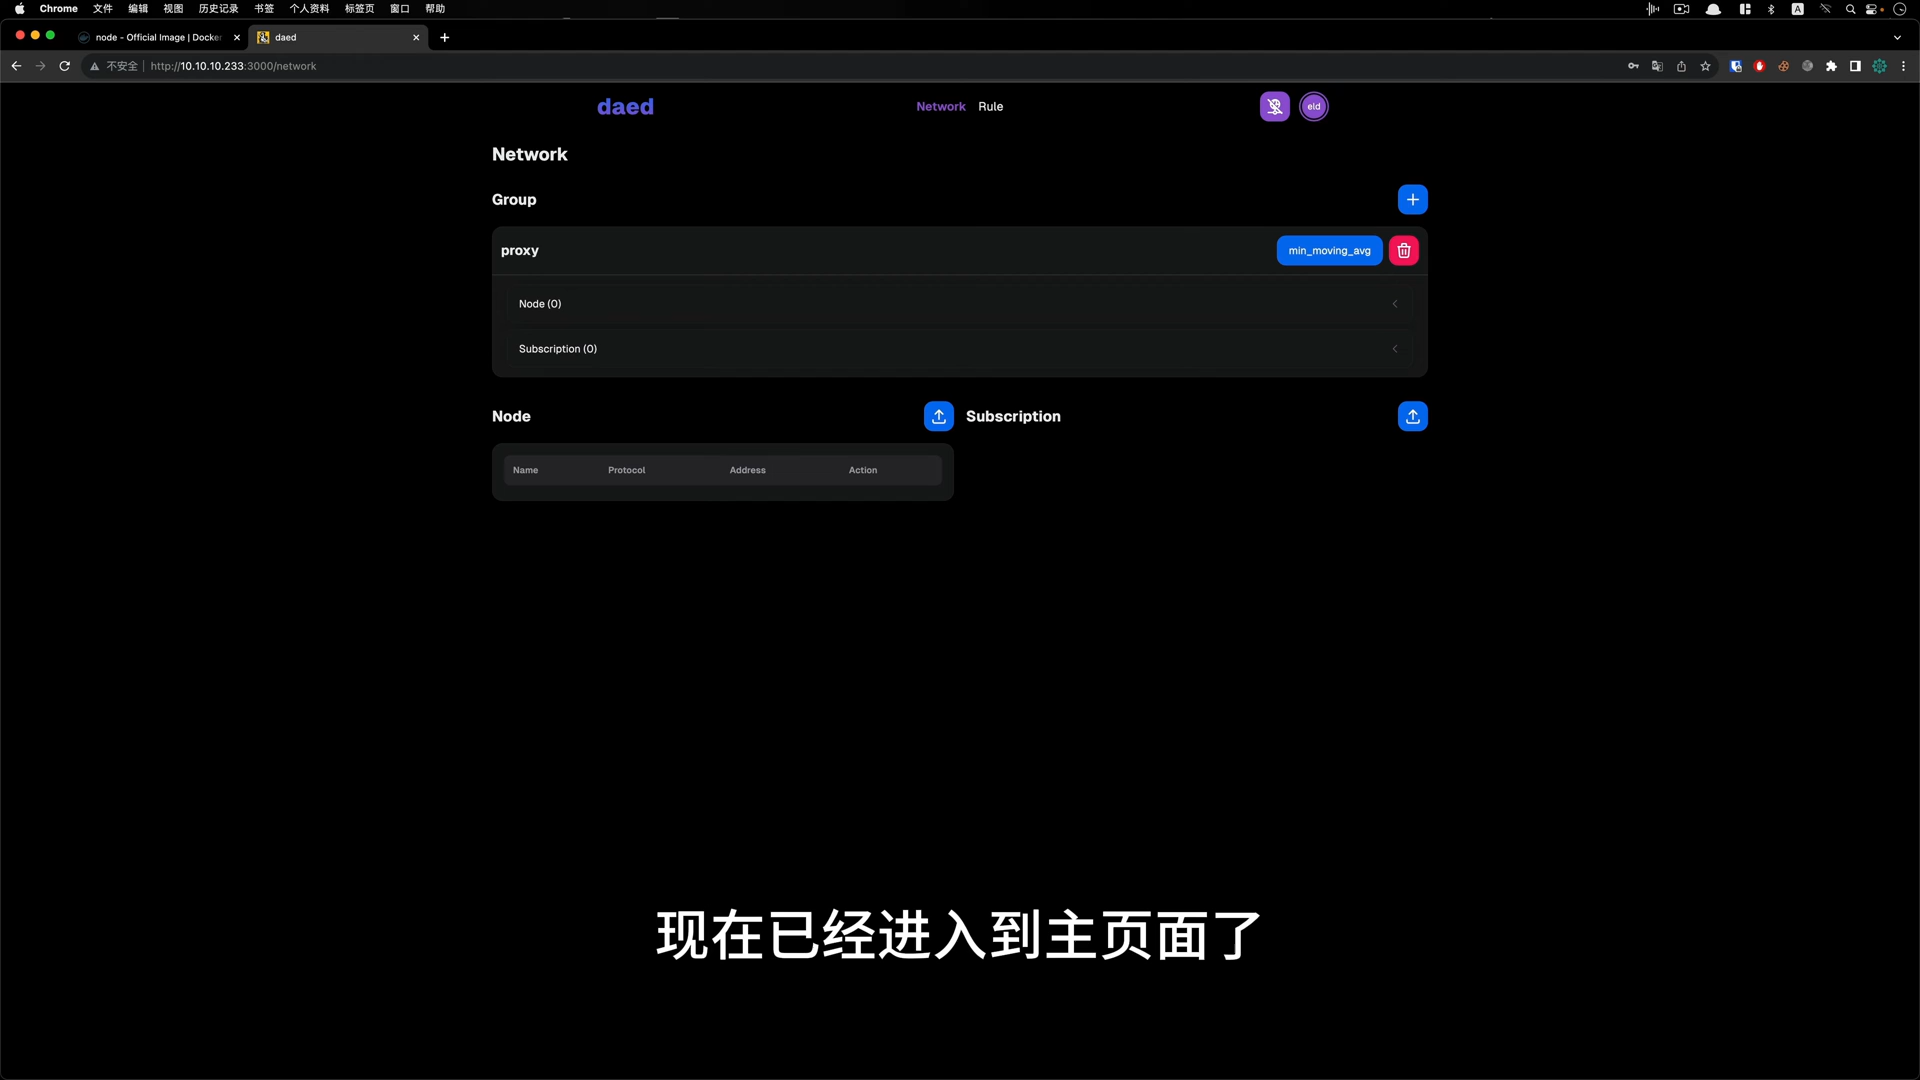 Chrome 文件 编辑 视图 历史记录 书签 个人资料 标签页 窗口 帮助
A
node - Official Image | Docker
daed
不安全 http://10.10.10.233:3000/network
daed
Network Rule
eld
Network
Group
proxy
min_moving_avg
Node (0)
Subscription (0)
Node
Subscription
Name Protocol Address Action
现在已经进入到主页面了